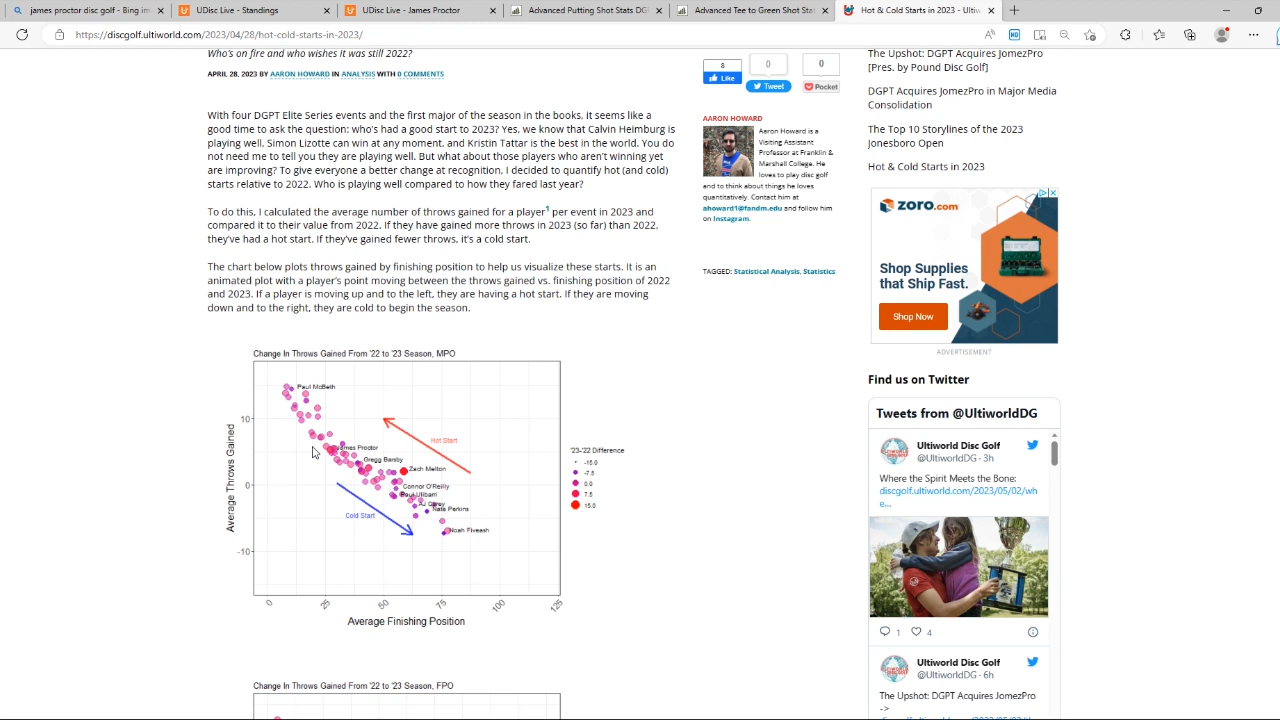 james proctor disc golf - Bing im
UDisc Live - Standings
UDisc Live - Proctor
Advanced Putting Shot Stats DGP
Advanced Tee to Green Shot Stats
Hot & Cold Starts in 2023 - Ultiw
https://discgolf.ultiworld.com/2023/04/28/hot-cold-starts-in-2023/
Who's on fire and who wishes it was still 2022?
APRIL 28, 2023 BY AARON HOWARD IN ANALYSIS WITH 0 COMMENTS
With four DGPT Elite Series events and the first major of the season in the books, it seems like a
good time to ask the question: who's had a good start to 2023? Yes, we know that Calvin Heimburg is
playing well, Simon Lizotte can win at any moment, and Kristin Tattar is the best in the world. You do
not need me to tell you they are playing well. But what about those players who aren't winning yet
are improving? To give everyone a better change at recognition, I decided to quantify hot (and cold)
starts relative to 2022. Who is playing well compared to how they fared last year?
To do this, I calculated the average number of throws gained for a player1 per event in 2023 and
compared it to their value from 2022. If they have gained more throws in 2023 (so far) than 2022,
they've had a hot start. If they've gained fewer throws, it's a cold start.
The chart below plots throws gained by finishing position to help us visualize these starts. It is an
animated plot with a player's point moving between the throws gained vs. finishing position of 2022
and 2023. If a player is moving up and to the left, they are having a hot start. If they are moving
down and to the right, they are cold to begin the season.
Change In Throws Gained From '22 to '23 Season, MPO
Paul McBeth
James Proctor
Gregg Barsby
Zach Melton
Connor O'Reilly
Paul Ulibarri
AJ Carey
Nate Perkins
Noah Fiveash
Hot Start
Cold Start
10
0
-10
Average Throws Gained
0
25
50
75
100
125
Average Finishing Position
'23-'22 Difference
-15.0
-7.5
0.0
7.5
15.0
Change In Throws Gained From '22 to '23 Season, FPO
8
Like
0
Tweet
0
Pocket
AARON HOWARD
Aaron Howard is a
Visiting Assistant
Professor at Franklin &
Marshall College. He
loves to play disc golf
and to think about things he loves
quantitatively. Contact him at
ahoward1@fandm.edu and follow him
on Instagram.
TAGGED: Statistical Analysis, Statistics
The Upshot: DGPT Acquires JomezPro
[Pres. by Pound Disc Golf]
DGPT Acquires JomezPro in Major Media
Consolidation
The Top 10 Storylines of the 2023
Jonesboro Open
Hot & Cold Starts in 2023
zoro.com
Shop Supplies
that Ship Fast.
Shop Now
ADVERTISEMENT
Find us on Twitter
Tweets from @UltiworldDG
Ultiworld Disc Golf
@UltiworldDG · 3h
Where the Spirit Meets the Bone:
discgolf.ultiworld.com/2023/05/02/wh
e…
1
4
Ultiworld Disc Golf
@UltiworldDG · 6h
The Upshot: DGPT Acquires JomezPro
->